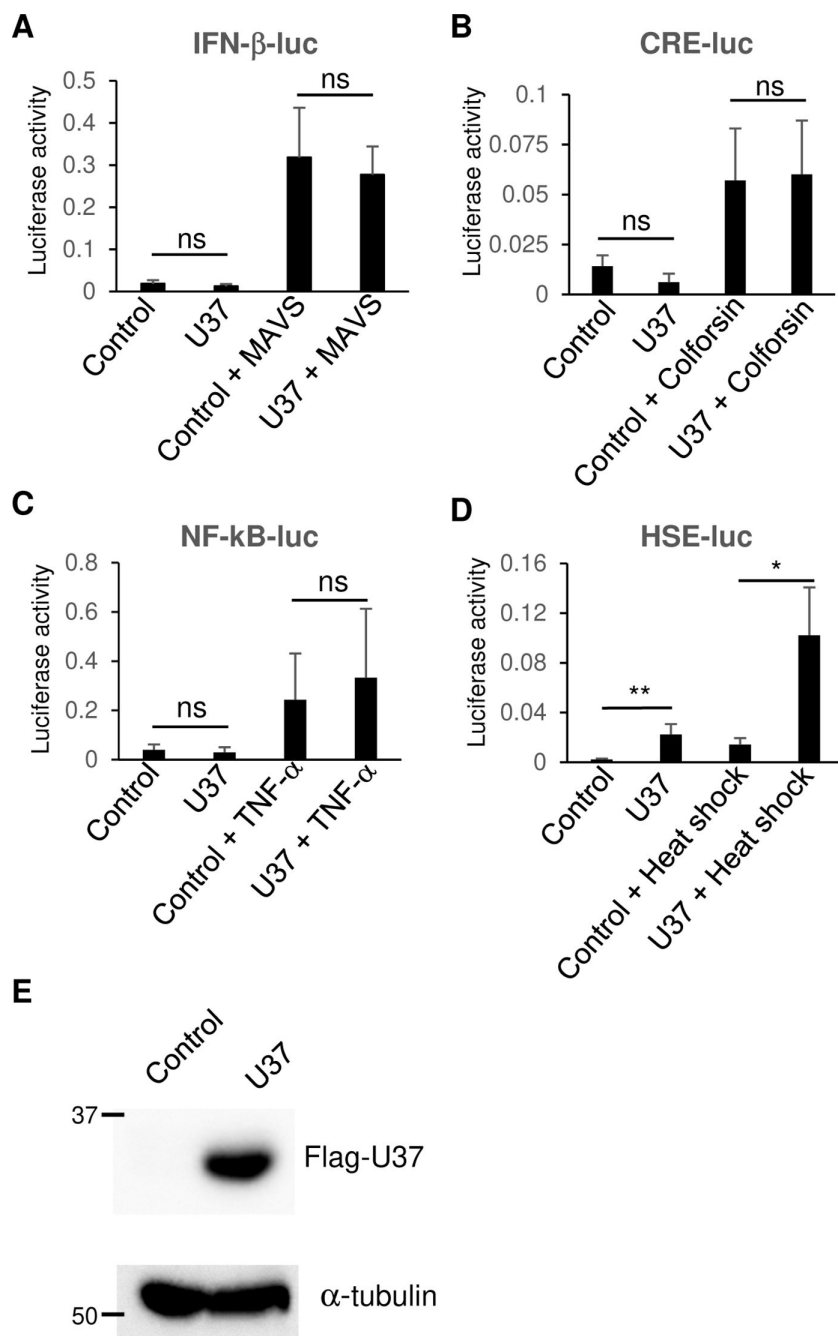 A
IFN-β-luc
Luciferase activity
0.5
0.4
0.3
0.2
0.1
0
ns
ns
Control
U37
Control + MAVS
U37 + MAVS
B
CRE-luc
Luciferase activity
0.1
0.075
0.05
0.025
0
ns
ns
Control
U37
Control + Colforsin
U37 + Colforsin
C
NF-kB-luc
Luciferase activity
0.8
0.6
0.4
0.2
0
ns
ns
Control
U37
Control + TNF-α
U37 + TNF-α
D
HSE-luc
Luciferase activity
0.16
0.12
0.08
0.04
0
**
*
Control
U37
Control + Heat shock
U37 + Heat shock
E
Control
U37
37
Flag-U37
α-tubulin
50